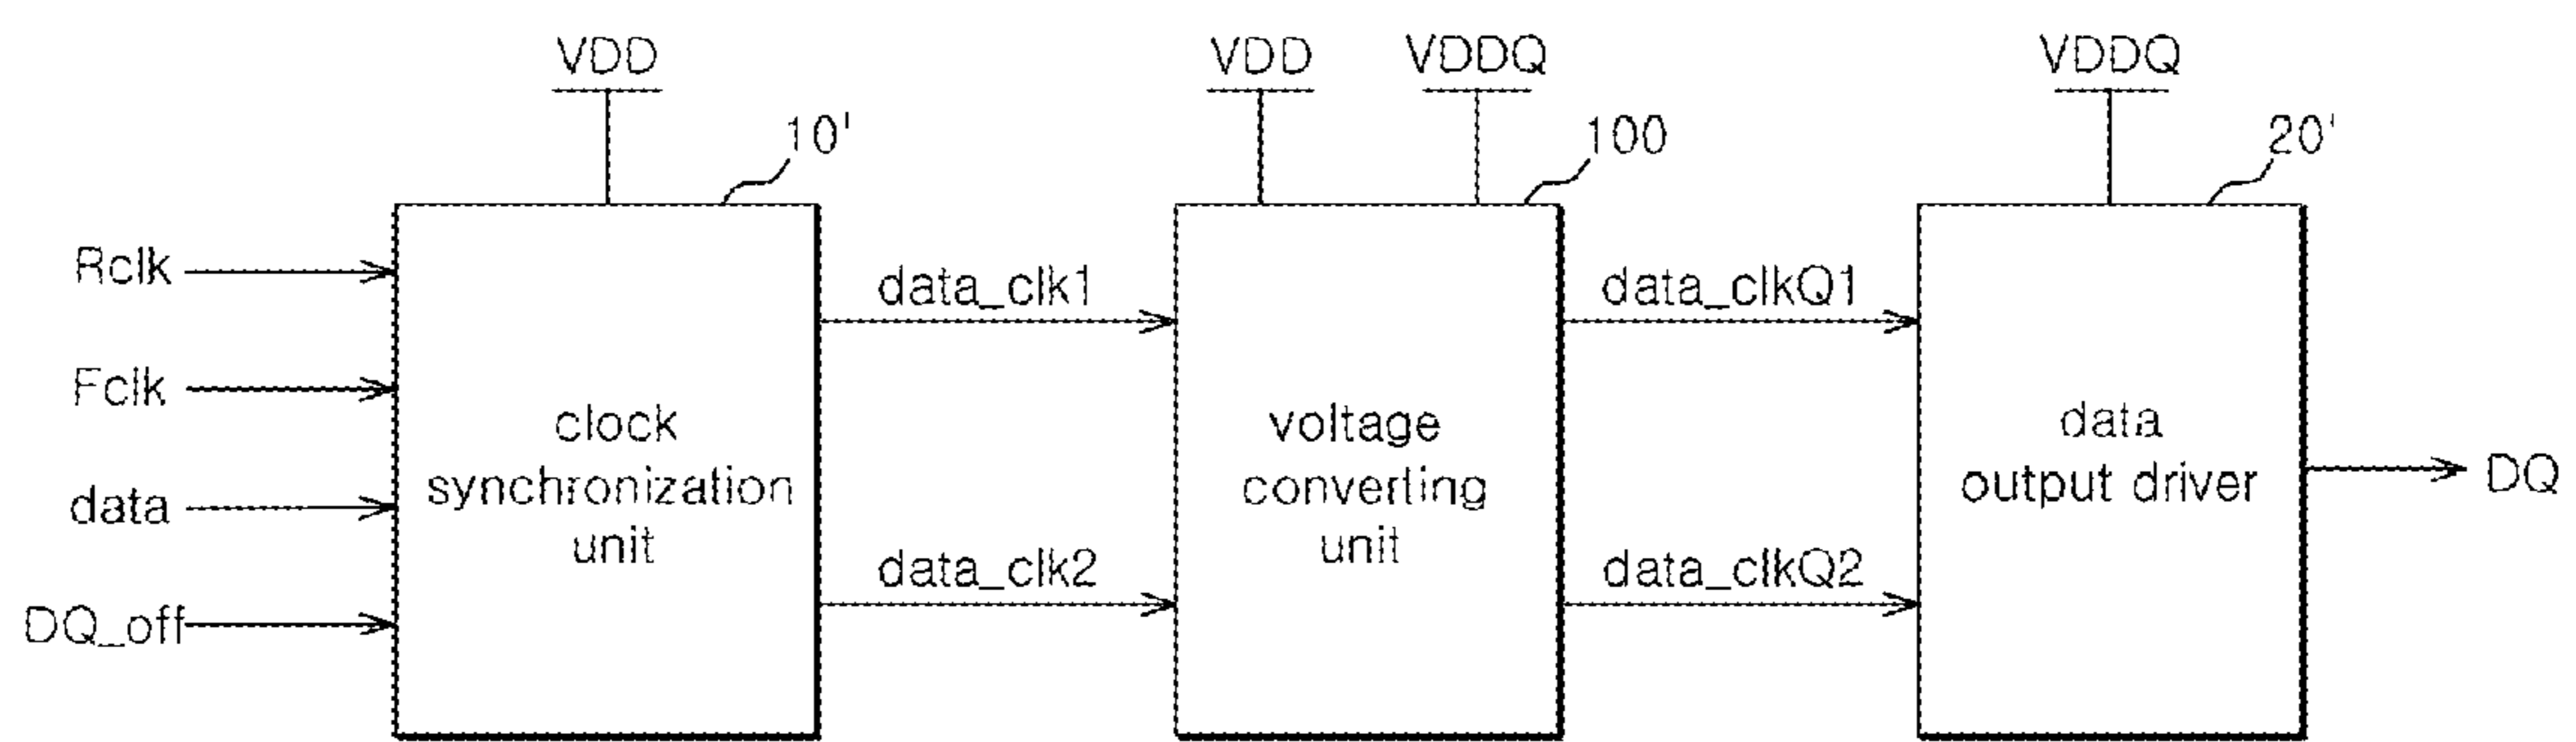 VDD
VDD
VDDQ
VDDQ
10'
100
20'
Rclk
Fclk
data
DQ_off
clock
synchronization
unit
data_clk1
data_clk2
voltage
converting
unit
data_clkQ1
data_clkQ2
data
output driver
DQ